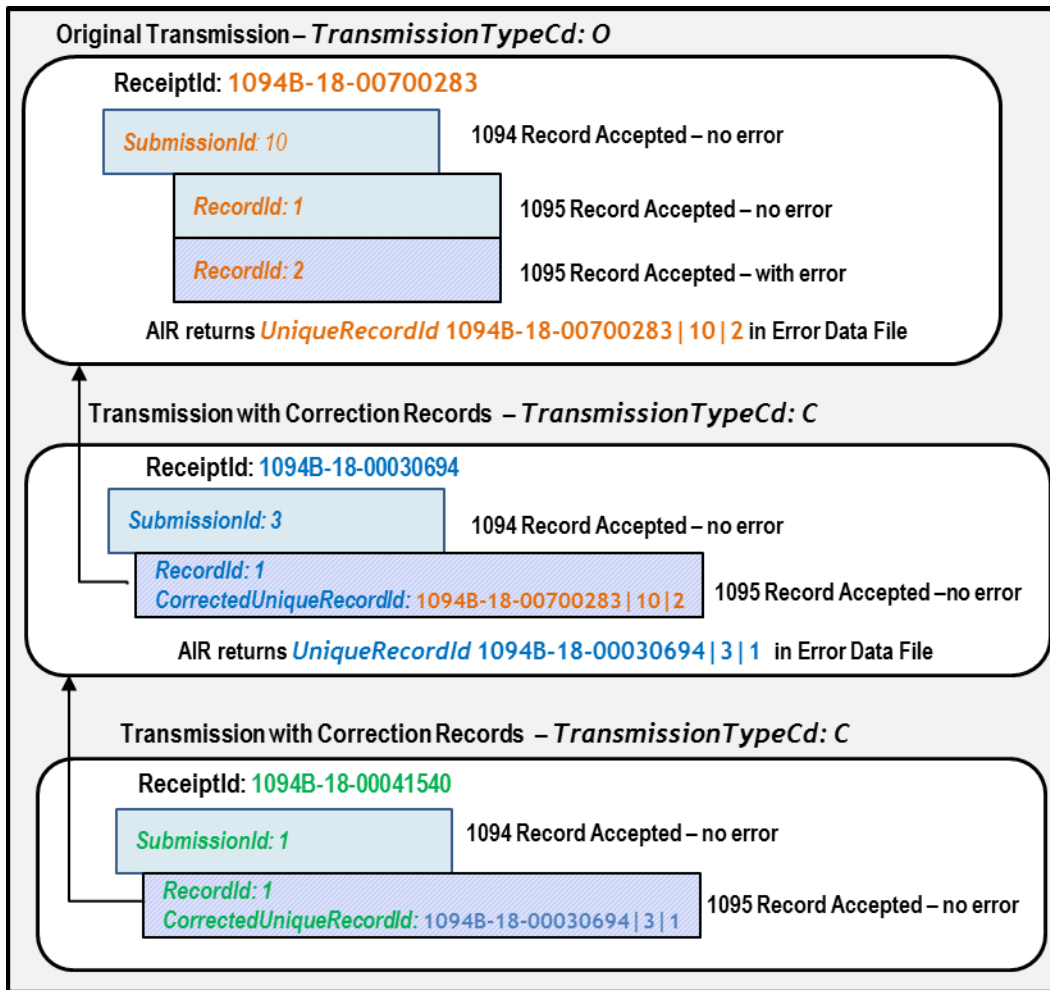 Original Transmission – TransmissionTypeCd: O
ReceiptId: 1094B-18-00700283
SubmissionId: 10
1094 Record Accepted – no error
RecordId: 1
1095 Record Accepted – no error
RecordId: 2
1095 Record Accepted – with error
AIR returns UniqueRecordId 1094B-18-00700283|10|2 in Error Data File
Transmission with Correction Records – TransmissionTypeCd: C
ReceiptId: 1094B-18-00030694
SubmissionId: 3
1094 Record Accepted – no error
RecordId: 1
CorrectedUniqueRecordId: 1094B-18-00700283|10|2
1095 Record Accepted –no error
AIR returns UniqueRecordId 1094B-18-00030694|3|1 in Error Data File
Transmission with Correction Records – TransmissionTypeCd: C
ReceiptId: 1094B-18-00041540
SubmissionId: 1
1094 Record Accepted – no error
RecordId: 1
CorrectedUniqueRecordId: 1094B-18-00030694|3|1
1095 Record Accepted – no error